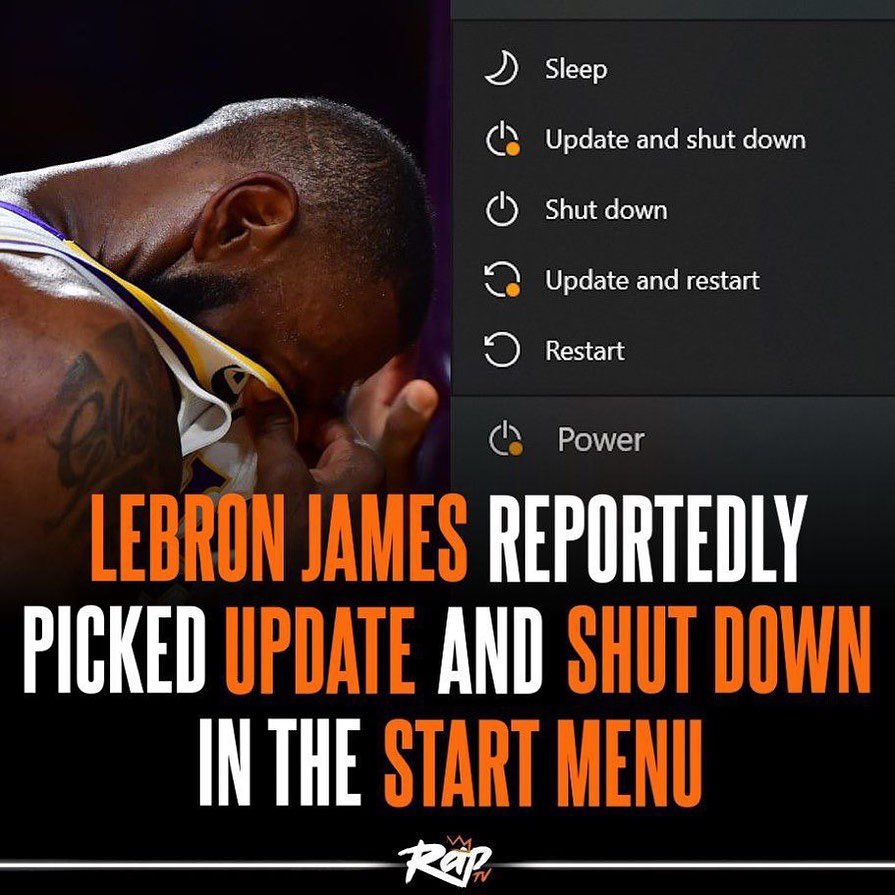 Sleep
Update and shut down
Shut down
Update and restart
Restart
Power
LEBRON JAMES REPORTEDLY
PICKED UPDATE AND SHUT DOWN
IN THE START MENU
Rap
TV